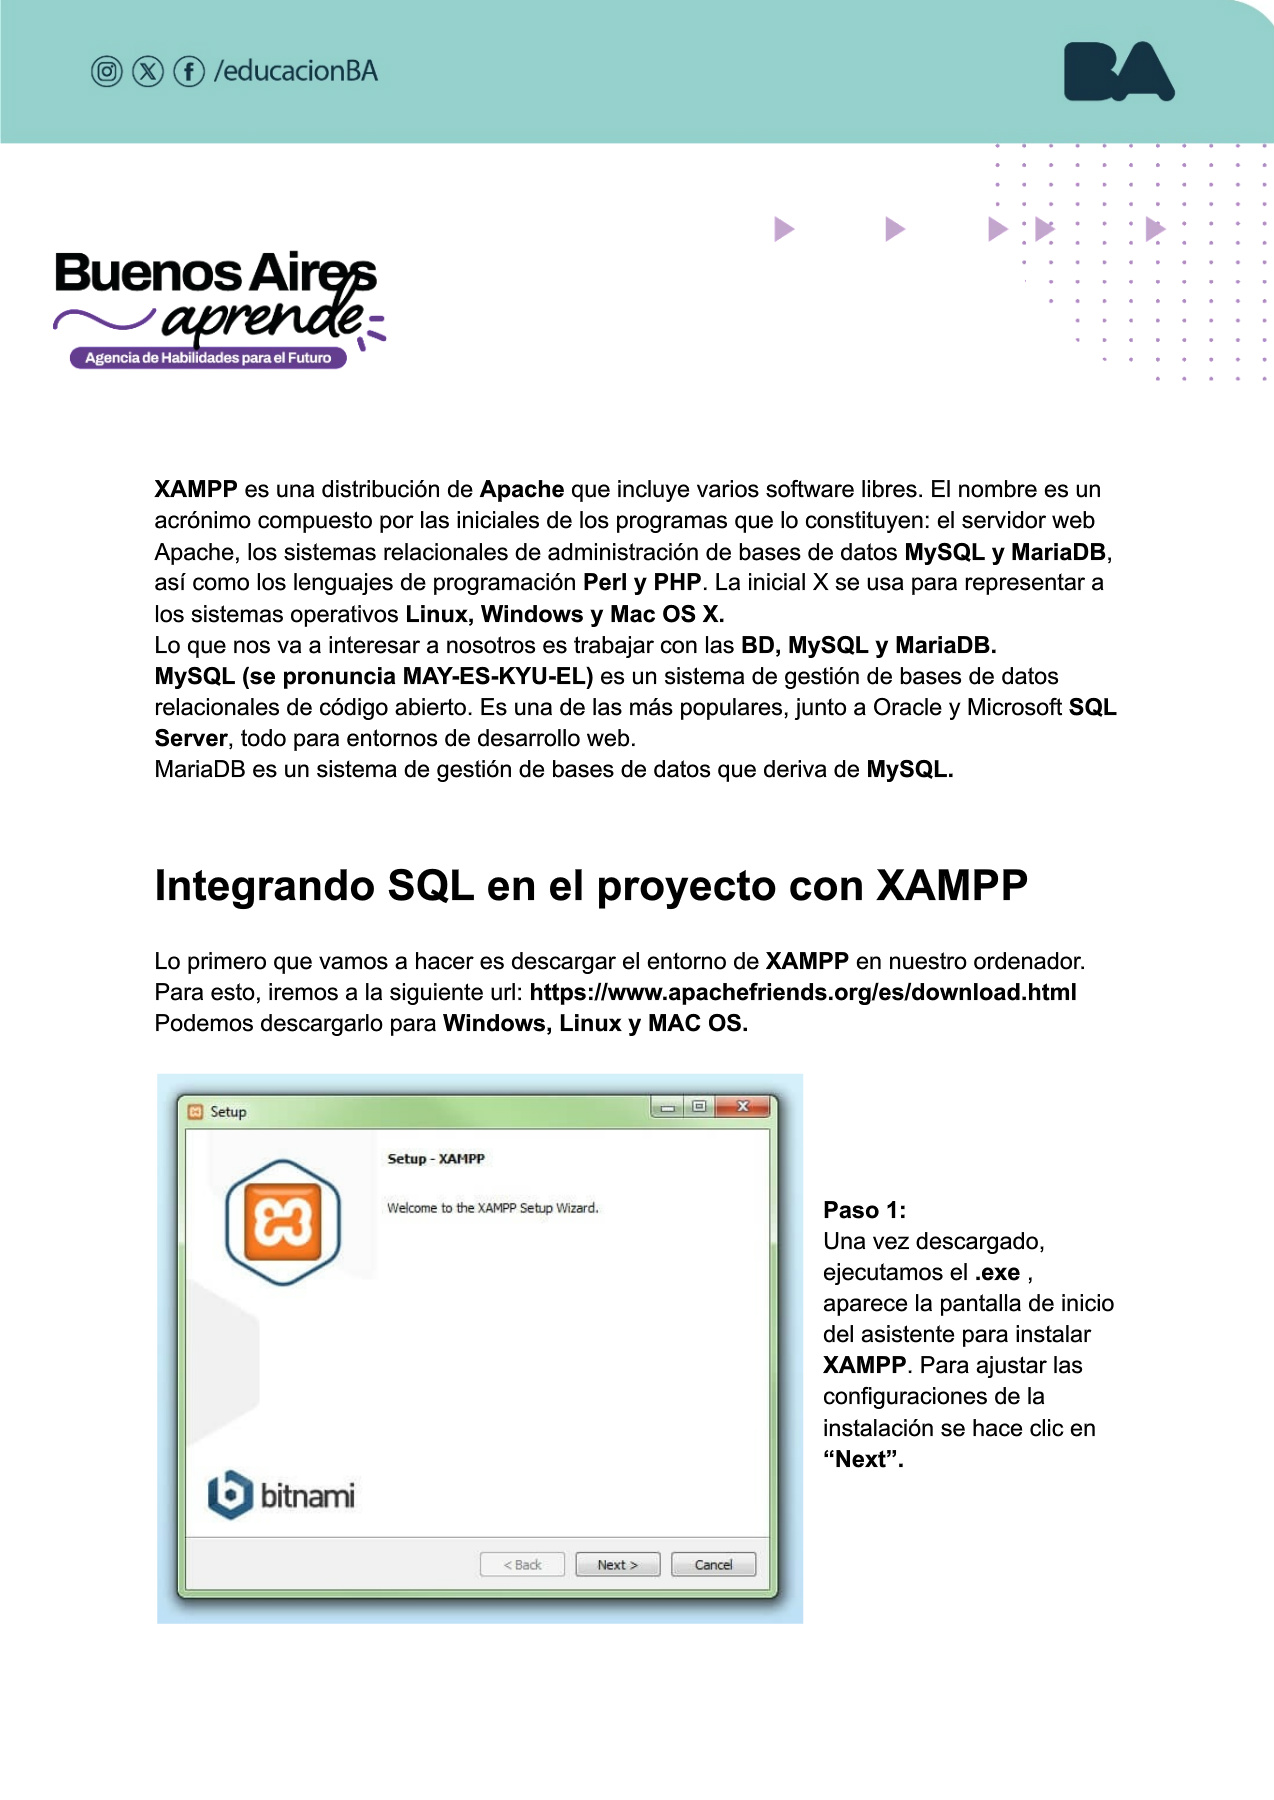 /educacionBA
BA
Buenos Aires
aprende
Agencia de Habilidades para el Futuro
XAMPP es una distribución de Apache que incluye varios software libres. El nombre es un
acrónimo compuesto por las iniciales de los programas que lo constituyen: el servidor web
Apache, los sistemas relacionales de administración de bases de datos MySQL y MariaDB,
así como los lenguajes de programación Perl y PHP. La inicial X se usa para representar a
los sistemas operativos Linux, Windows y Mac OS X.
Lo que nos va a interesar a nosotros es trabajar con las BD, MySQL y MariaDB.
MySQL (se pronuncia MAY-ES-KYU-EL) es un sistema de gestión de bases de datos
relacionales de código abierto. Es una de las más populares, junto a Oracle y Microsoft SQL
Server, todo para entornos de desarrollo web.
MariaDB es un sistema de gestión de bases de datos que deriva de MySQL.
Integrando SQL en el proyecto con XAMPP
Lo primero que vamos a hacer es descargar el entorno de XAMPP en nuestro ordenador.
Para esto, iremos a la siguiente url: https://www.apachefriends.org/es/download.html
Podemos descargarlo para Windows, Linux y MAC OS.
Setup
Setup - XAMPP
Welcome to the XAMPP Setup Wizard.
bitnami
< Back
Next >
Cancel
Paso 1:
Una vez descargado,
ejecutamos el .exe ,
aparece la pantalla de inicio
del asistente para instalar
XAMPP. Para ajustar las
configuraciones de la
instalación se hace clic en
“Next”.